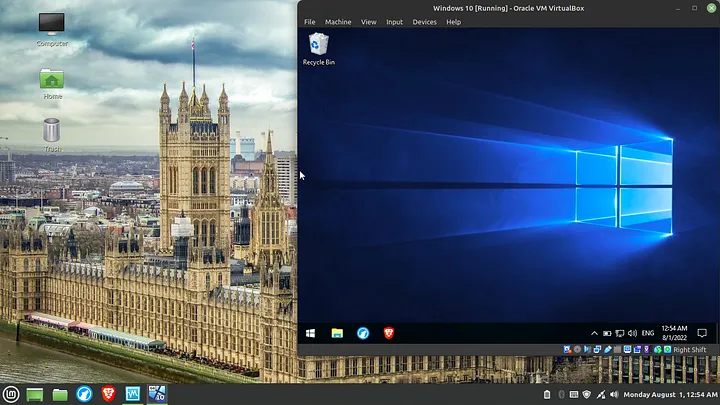 Windows 10 [Running] - Oracle VM VirtualBox
File Machine View Input Devices Help
Computer
Home
Trash
Recycle Bin
ENG
12:54 AM
8/1/2022
Right Shift
Monday August 1, 12:54 AM